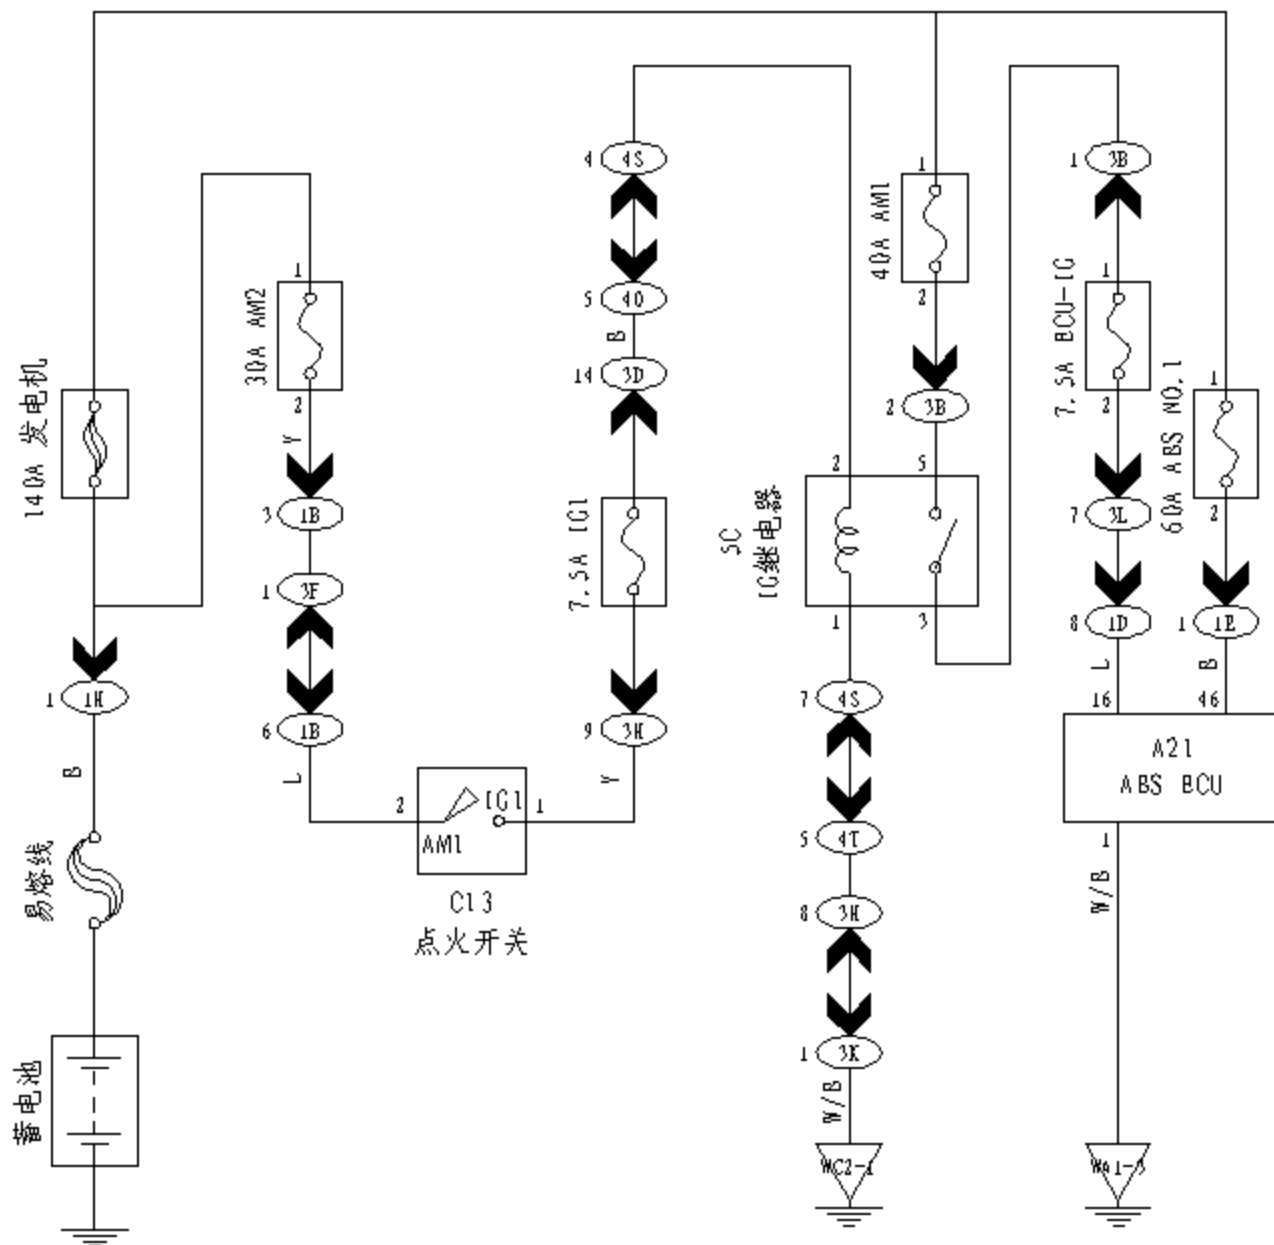 140A 发电机
1 1H
B
易熔线
蓄电池
30A AM2
1
2
Y
3 1B
1 3F
6 1B
L
2
AM1
IG1
1
C13
点火开关
4 4S
5 4O
B
14 3D
7.5A IG1
9 3H
Y
40A AM1
1
2
2 3B
2
5
5C
IG继电器
1
3
7 4S
5 4T
8 3H
1 3K
W/B
WC2-1
1 3B
7.5A BCU-IG
1
2
7 3L
8 1D
L
16
60A ABS NO.1
1
2
1 1E
B
46
A21
ABS BCU
1
W/B
WA1-3